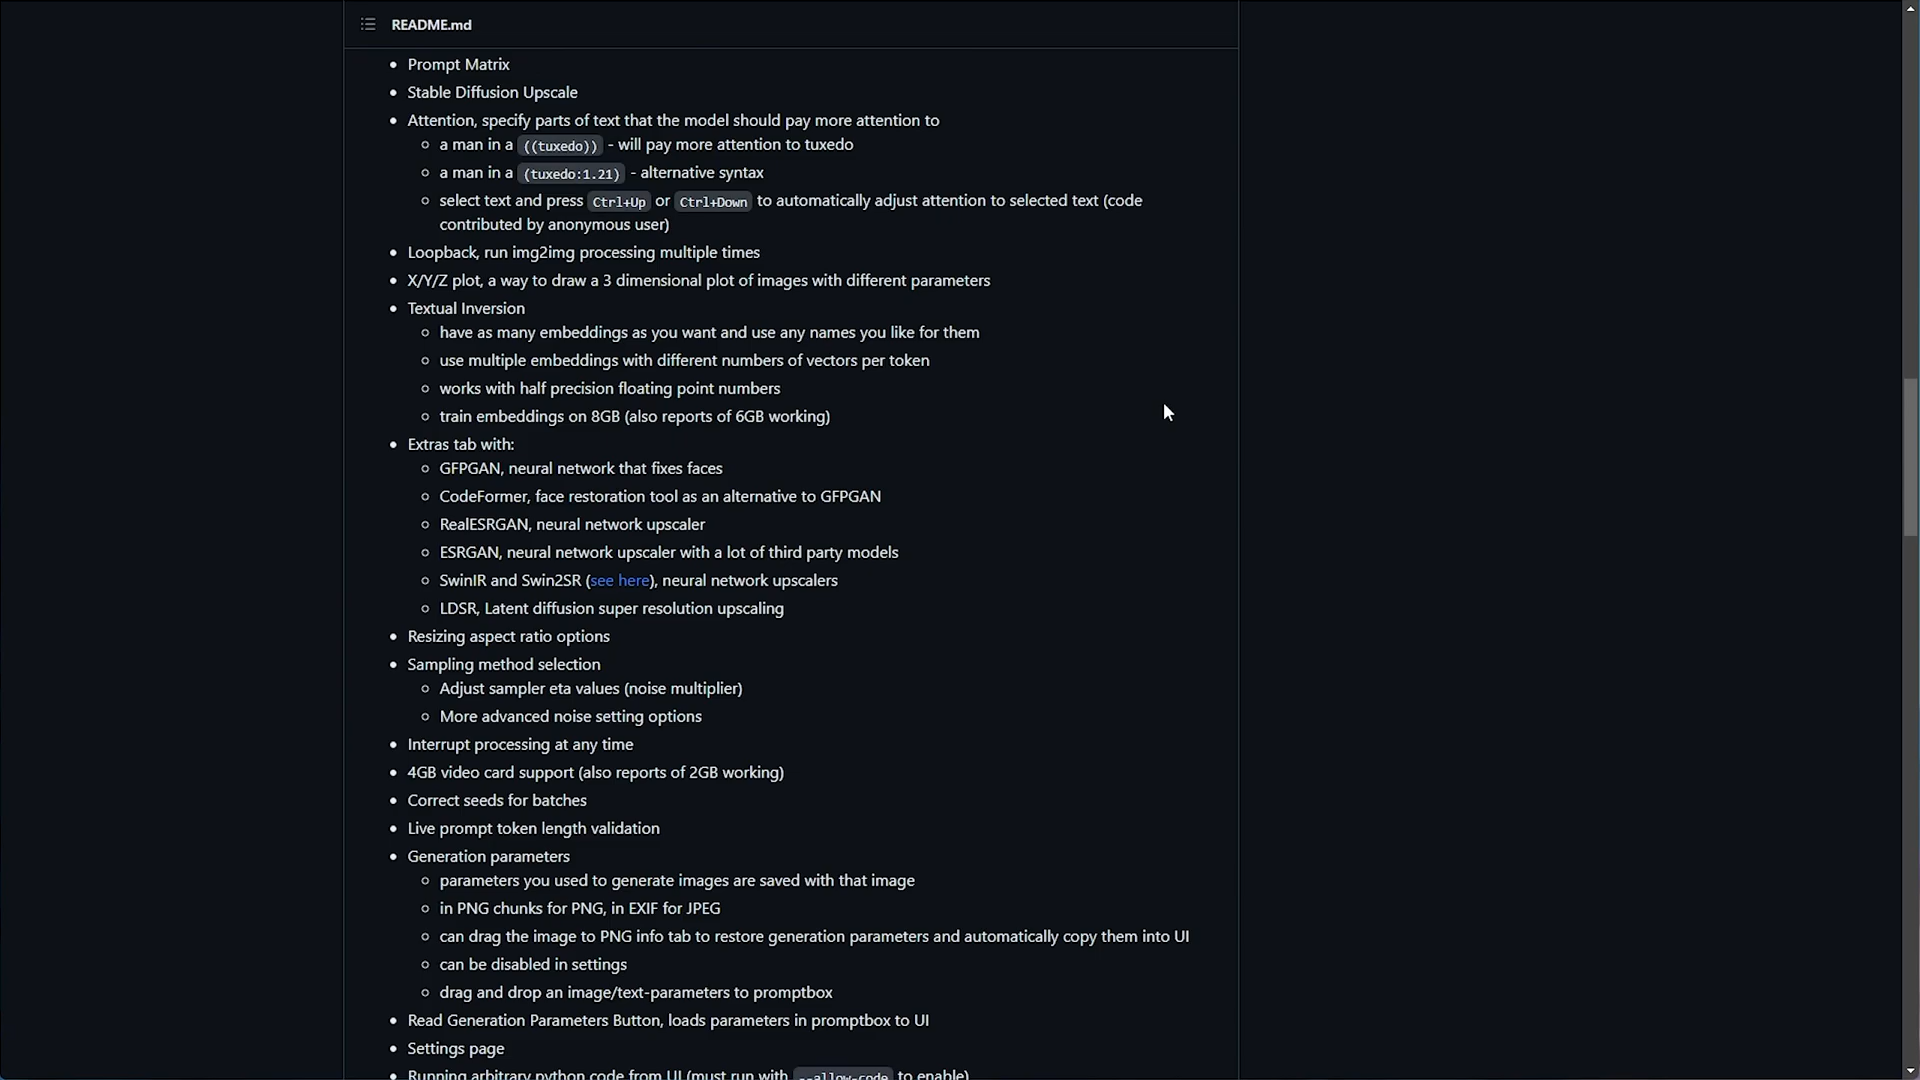 README.md
Prompt Matrix
Stable Diffusion Upscale
Attention, specify parts of text that the model should pay more attention to
a man in a ((tuxedo)) - will pay more attention to tuxedo
a man in a (tuxedo:1.21) - alternative syntax
select text and press Ctrl+Up or Ctrl+Down to automatically adjust attention to selected text (code
contributed by anonymous user)
Loopback, run img2img processing multiple times
X/Y/Z plot, a way to draw a 3 dimensional plot of images with different parameters
Textual Inversion
have as many embeddings as you want and use any names you like for them
use multiple embeddings with different numbers of vectors per token
works with half precision floating point numbers
train embeddings on 8GB (also reports of 6GB working)
Extras tab with:
GFPGAN, neural network that fixes faces
CodeFormer, face restoration tool as an alternative to GFPGAN
RealESRGAN, neural network upscaler
ESRGAN, neural network upscaler with a lot of third party models
SwinIR and Swin2SR (see here), neural network upscalers
LDSR, Latent diffusion super resolution upscaling
Resizing aspect ratio options
Sampling method selection
Adjust sampler eta values (noise multiplier)
More advanced noise setting options
Interrupt processing at any time
4GB video card support (also reports of 2GB working)
Correct seeds for batches
Live prompt token length validation
Generation parameters
parameters you used to generate images are saved with that image
in PNG chunks for PNG, in EXIF for JPEG
can drag the image to PNG info tab to restore generation parameters and automatically copy them into UI
can be disabled in settings
drag and drop an image/text-parameters to promptbox
Read Generation Parameters Button, loads parameters in promptbox to UI
Settings page
Running arbitrary python code from UI (must run with --allow-code to enable)